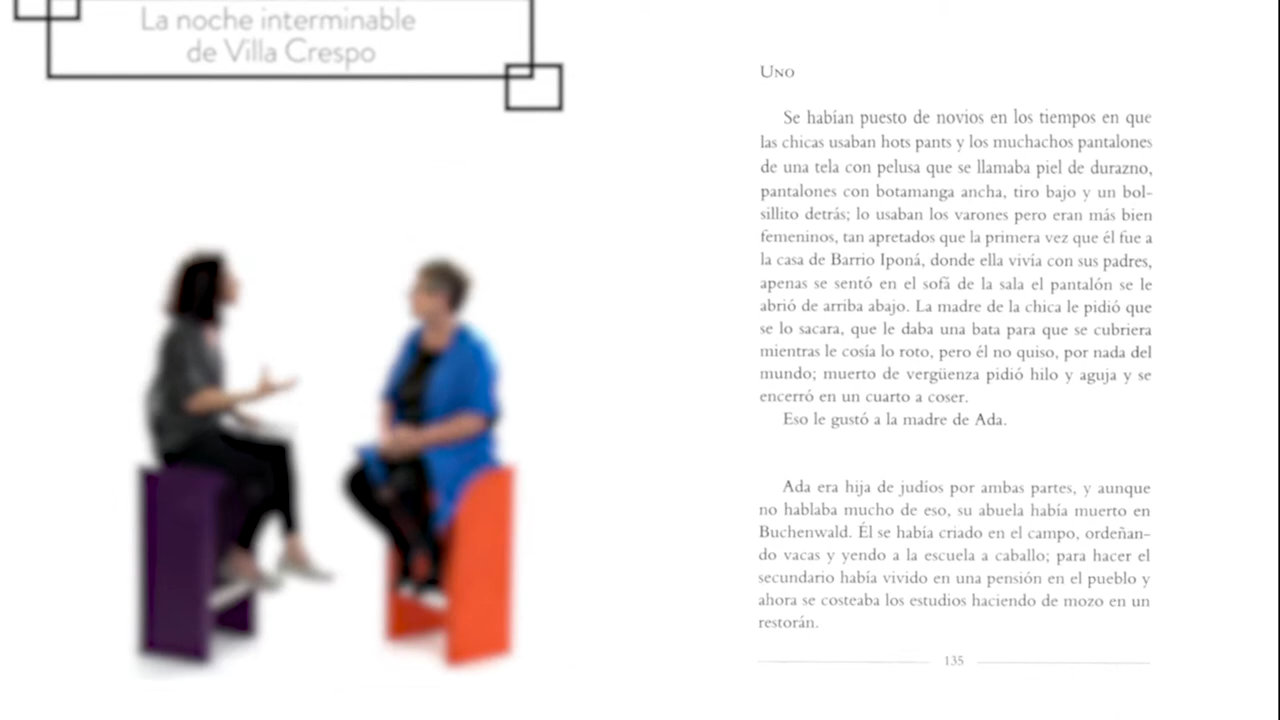 La noche interminable
de Villa Crespo
UNO
Se habían puesto de novios en los tiempos en que
las chicas usaban hots pants y los muchachos pantalones
de una tela con pelusa que se llamaba piel de durazno,
pantalones con botamanga ancha, tiro bajo y un bol-
sillito detrás; lo usaban los varones pero eran más bien
femeninos, tan apretados que la primera vez que él fue a
la casa de Barrio Iponá, donde ella vivía con sus padres,
apenas se sentó en el sofá de la sala el pantalón se le
abrió de arriba abajo. La madre de la chica le pidió que
se lo sacara, que le daba una bata para que se cubriera
mientras le cosía lo roto, pero él no quiso, por nada del
mundo; muerto de vergüenza pidió hilo y aguja y se
encerró en un cuarto a coser.
Eso le gustó a la madre de Ada.
Ada era hija de judíos por ambas partes, y aunque
no hablaba mucho de eso, su abuela había muerto en
Buchenwald. Él se había criado en el campo, ordeñan-
do vacas y yendo a la escuela a caballo; para hacer el
secundario había vivido en una pensión en el pueblo y
ahora se costeaba los estudios haciendo de mozo en un
restorán.
135